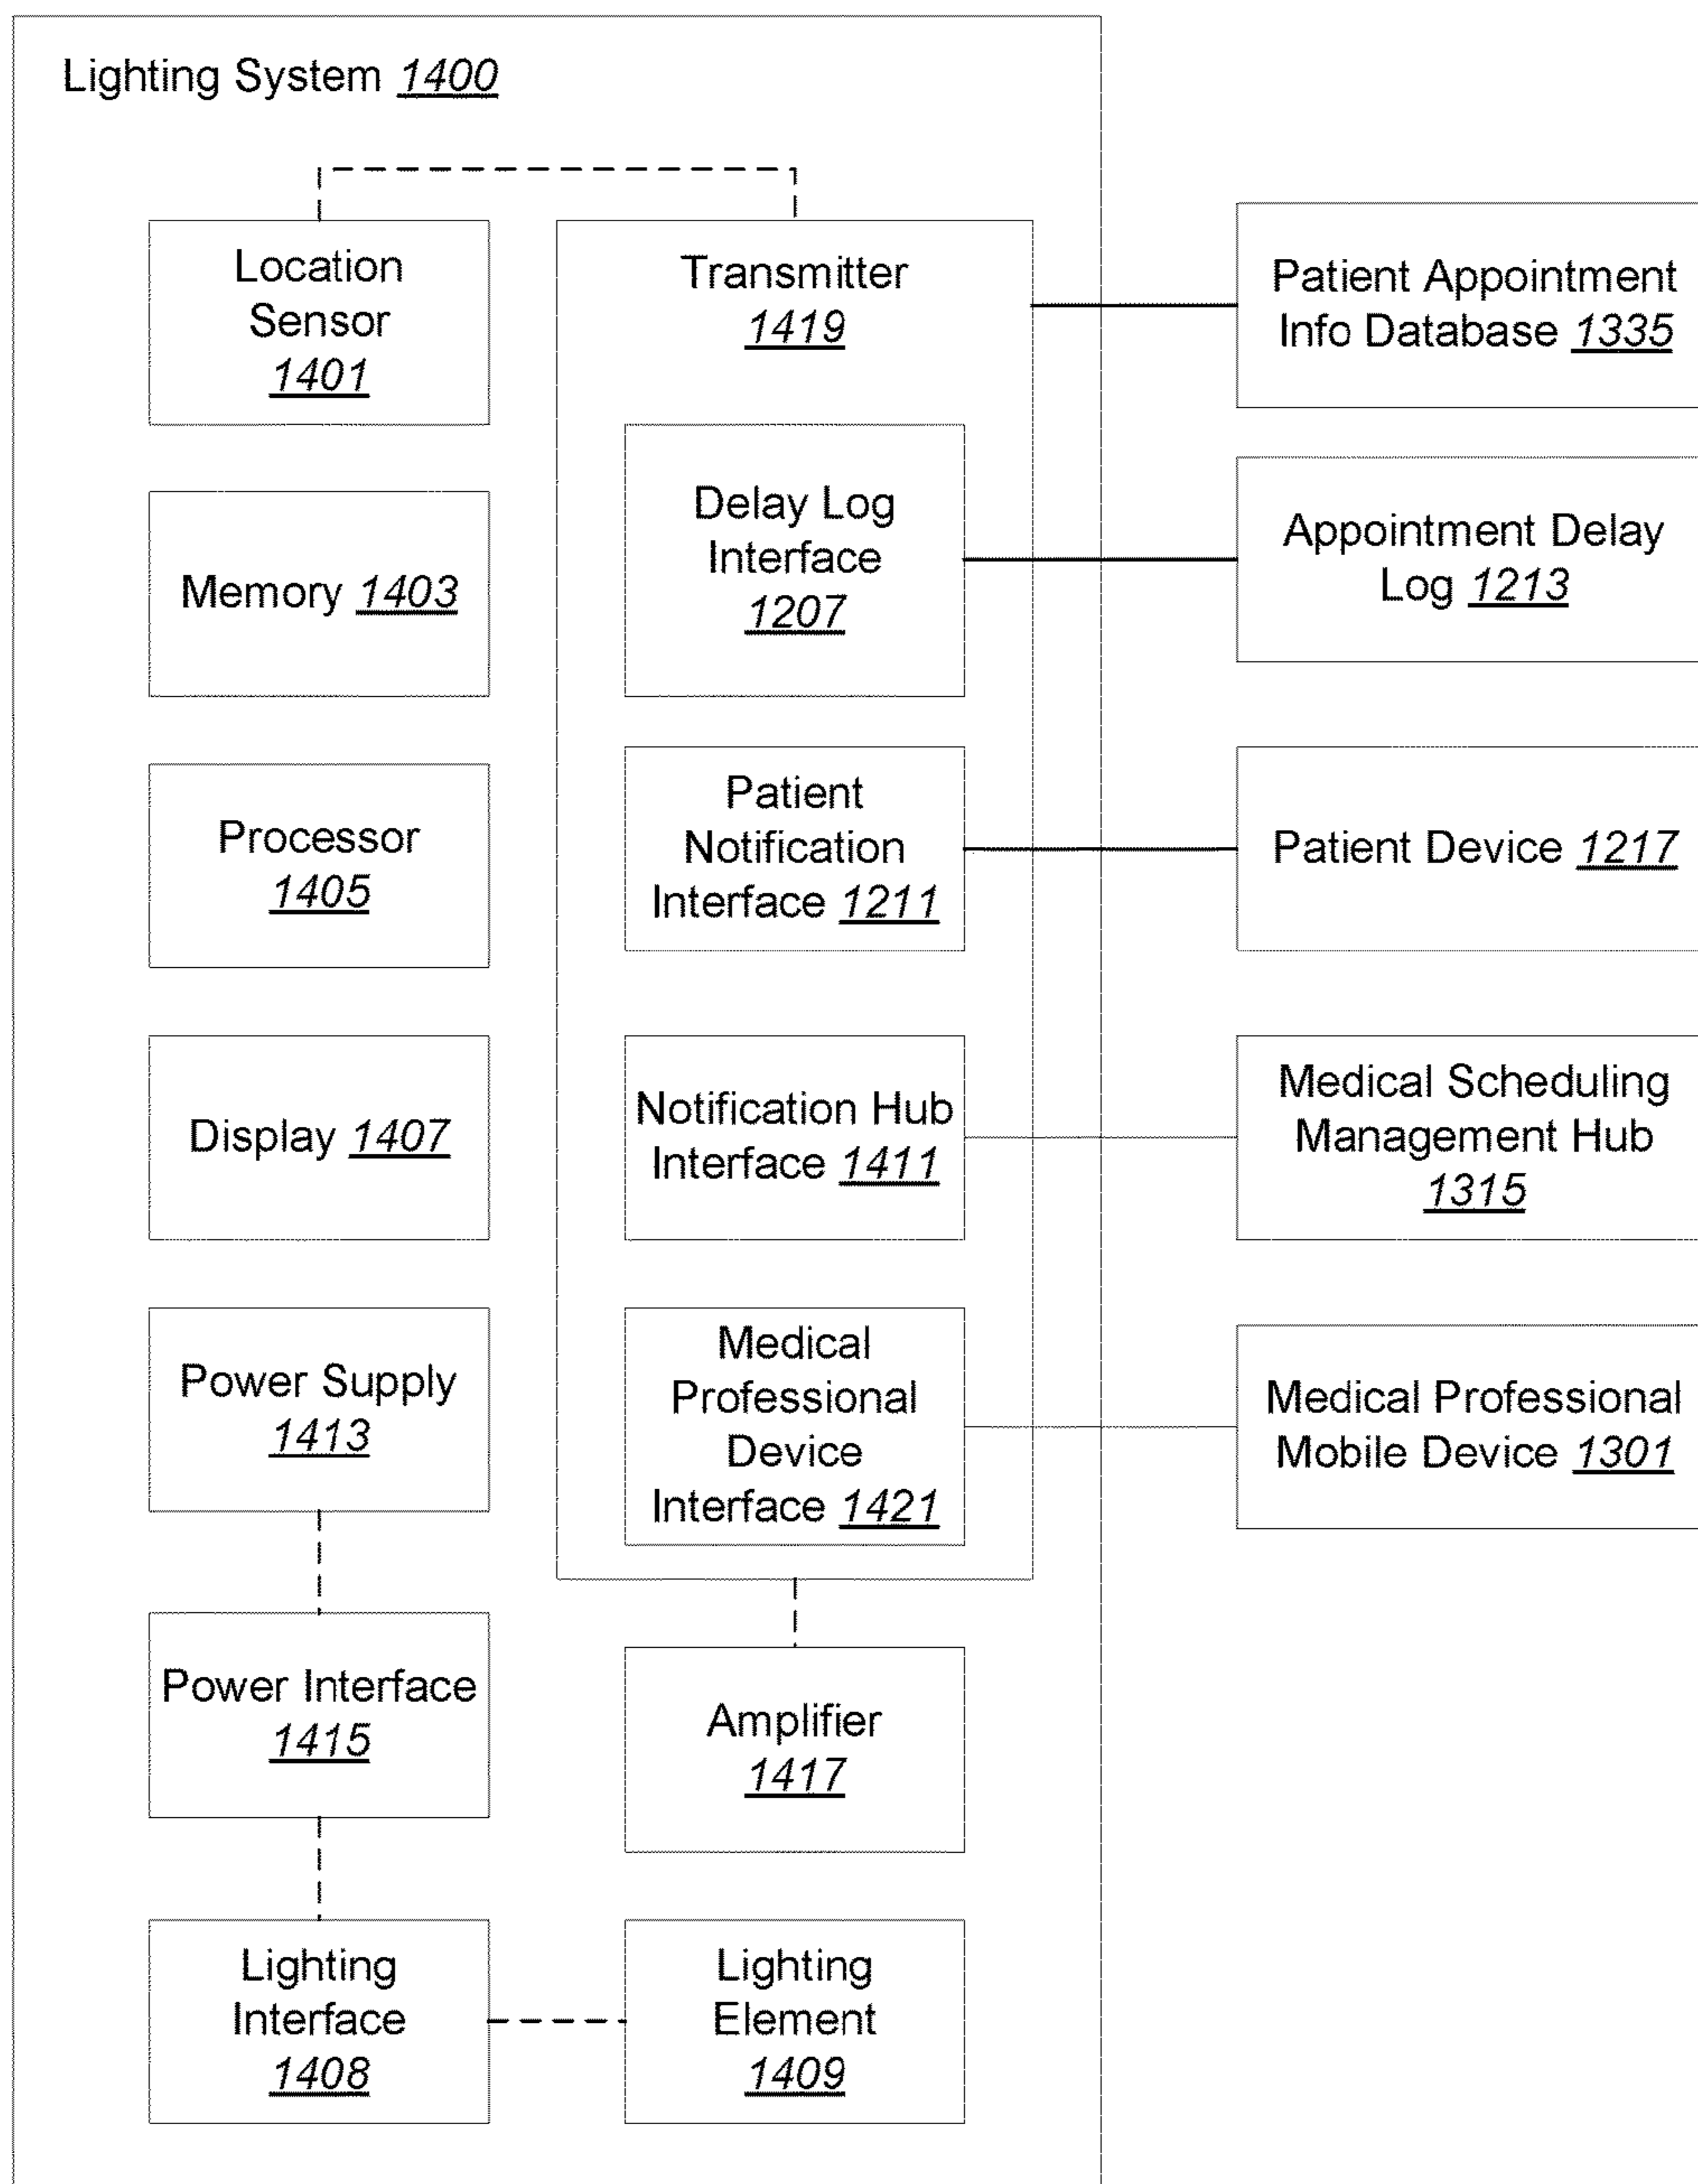 Lighting System 1400
Location
Sensor
1401
Memory 1403
Processor
1405
Display 1407
Power Supply
1413
Power Interface
1415
Lighting
Interface
1408
Transmitter
1419
Delay Log
Interface
1207
Patient
Notification
Interface 1211
Notification Hub
Interface 1411
Medical
Professional
Device
Interface 1421
Amplifier
1417
Lighting
Element
1409
Patient Appointment
Info Database 1335
Appointment Delay
Log 1213
Patient Device 1217
Medical Scheduling
Management Hub
1315
Medical Professional
Mobile Device 1301